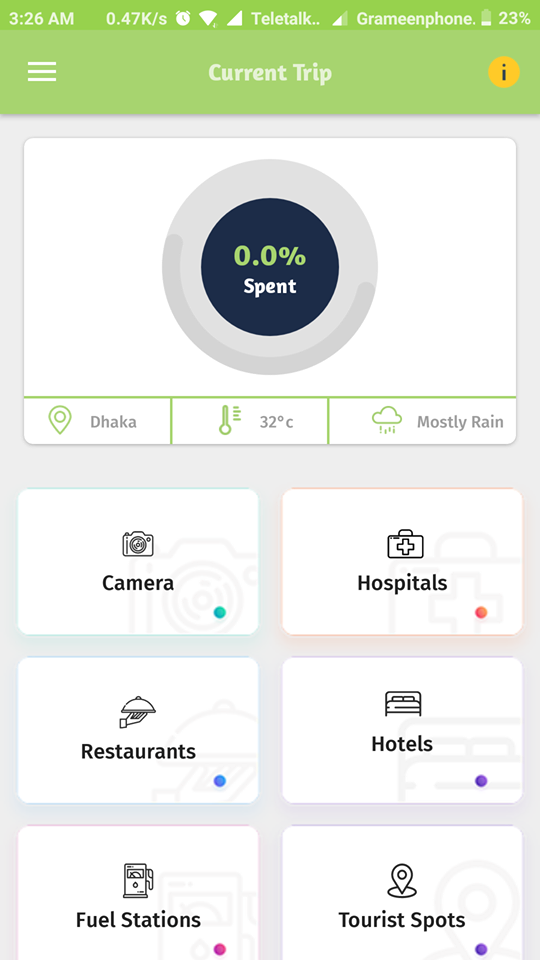 3:26 AM 0.47K/s Teletalk.. Grameenphone. 23%
Current Trip
i
0.0%
Spent
Dhaka 32°c Mostly Rain
Camera Hospitals
Restaurants Hotels
Fuel Stations Tourist Spots